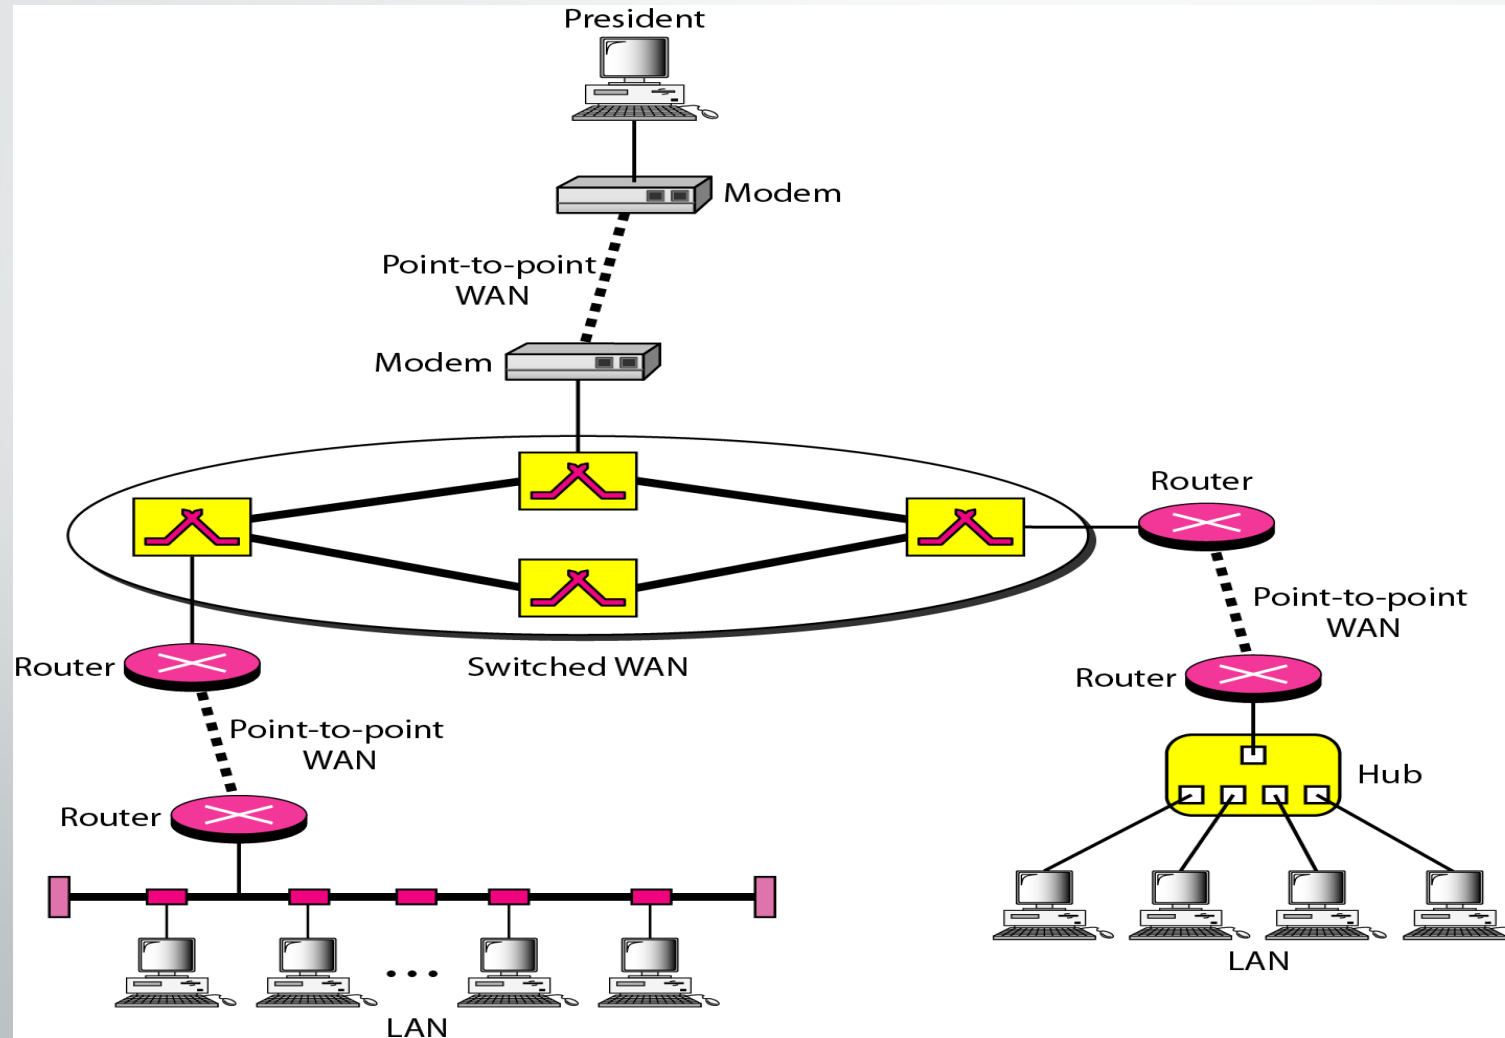 President
Modem
Point-to-point
WAN
Modem
Router
Point-to-point
WAN
Router
Switched WAN
Router
Point-to-point
WAN
Hub
Router
LAN
LAN